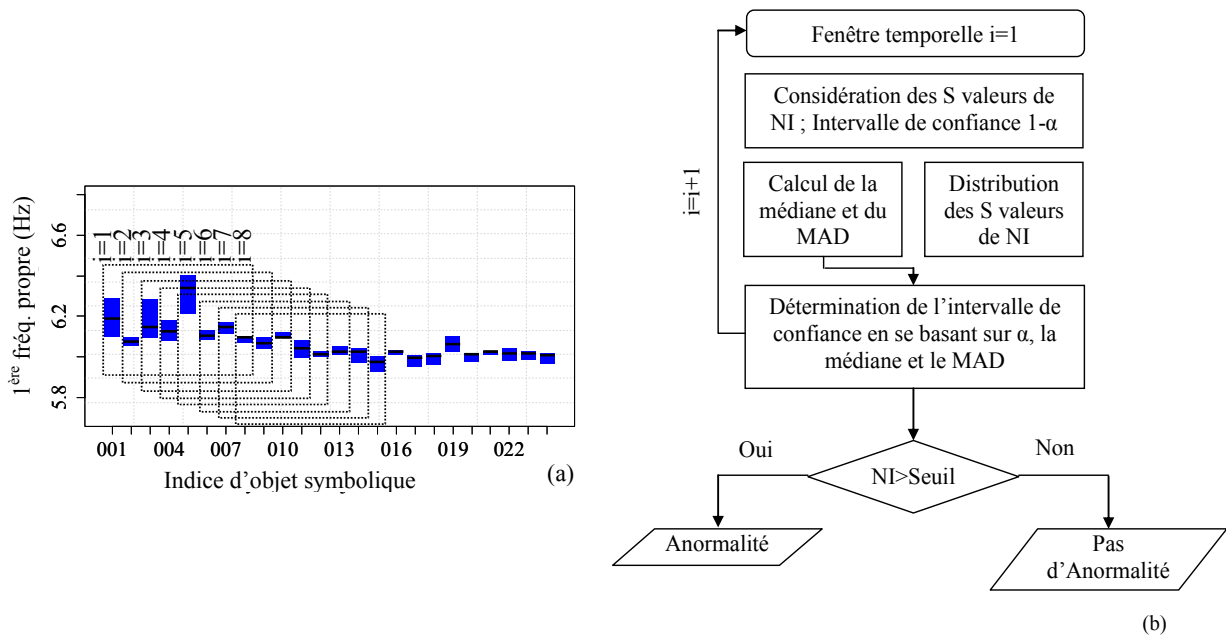 1ère fréq. propre (Hz)
6.6
6.2
5.8
i=1
i=2
i=3
i=4
i=5
i=6
i=7
i=8
001 004 007 010 013 016 019 022
Indice d'objet symbolique
(a)
Fenêtre temporelle i=1
Considération des S valeurs de
NI ; Intervalle de confiance 1-α
i=i+1
Calcul de la
médiane et du
MAD
Distribution
des S valeurs
de NI
Détermination de l'intervalle de
confiance en se basant sur α, la
médiane et le MAD
Oui
Non
NI>Seuil
Anormalité
Pas
d'Anormalité
(b)